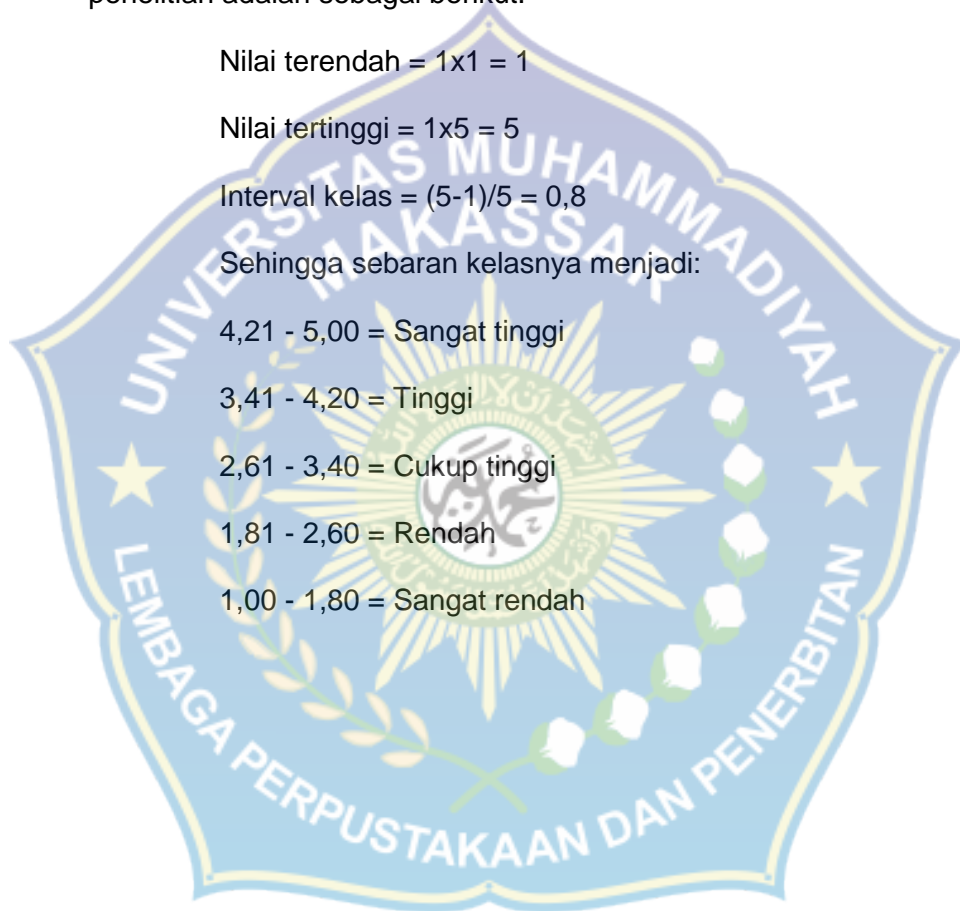 penelitian adalah sebagai berikut:
Nilai terendah = 1x1 = 1
Nilai tertinggi = 1x5 = 5
Interval kelas = (5-1)/5 = 0,8
Sehingga sebaran kelasnya menjadi:
4,21 - 5,00 = Sangat tinggi
3,41 - 4,20 = Tinggi
2,61 - 3,40 = Cukup tinggi
1,81 - 2,60 = Rendah
1,00 - 1,80 = Sangat rendah
UNIVERSITAS MUHAMMADIYAH
MAKASSAR
LEMBAGA PERPUSTAKAAN DAN PENERBITAN